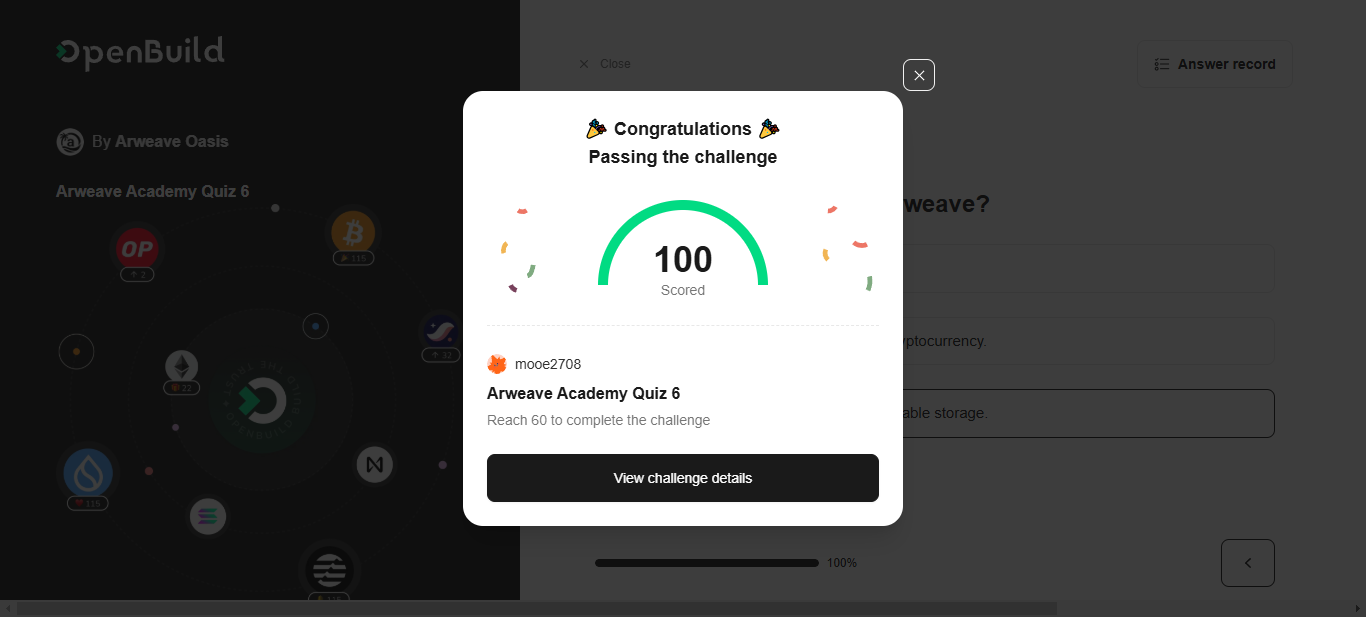 OpenBuild
By Arweave Oasis
Arweave Academy Quiz 6
OP
2
115
32
22
115
Close
Answer record
weave?
yptocurrency.
able storage.
100%
Congratulations
Passing the challenge
100
Scored
mooe2708
Arweave Academy Quiz 6
Reach 60 to complete the challenge
View challenge details